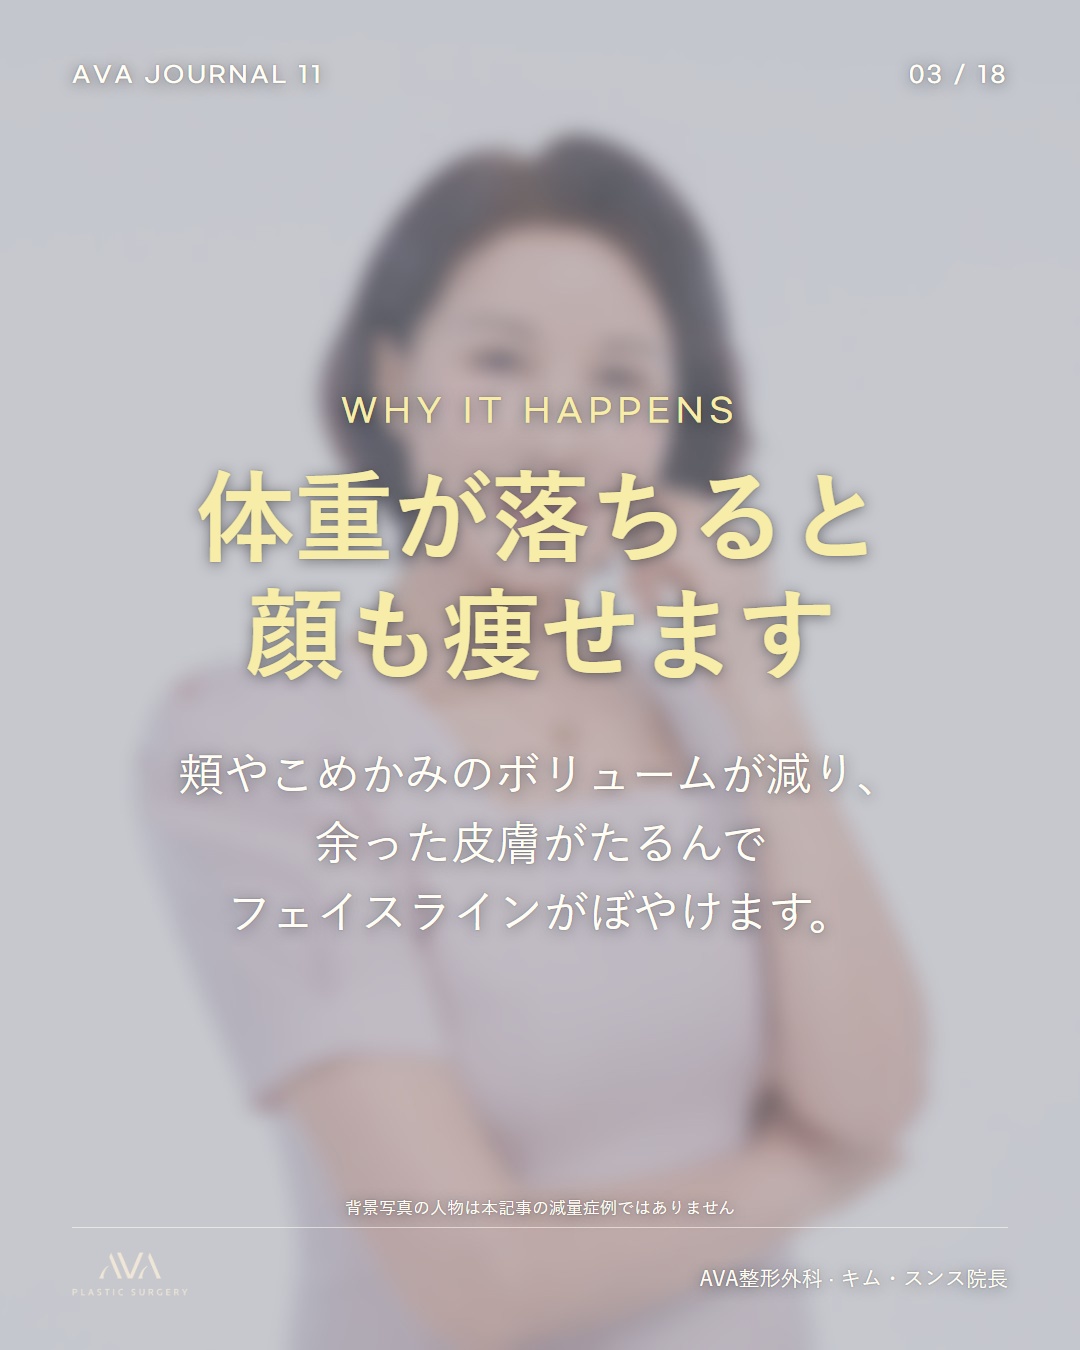 AVA JOURNAL 11
03 / 18
WHY IT HAPPENS
体重が落ちると
顔も痩せます
頬やこめかみのボリュームが減り、
余った皮膚がたるんで
フェイスラインがぼやけます。
背景写真の人物は本記事の減量症例ではありません
AVA
PLASTIC SURGERY
AVA整形外科 · キム・スンス院長